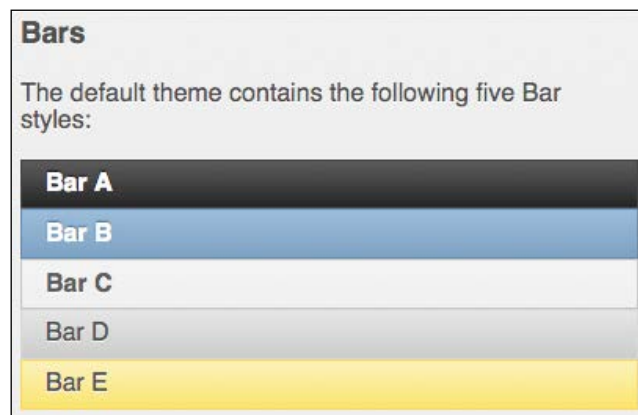 Bars
The default theme contains the following five Bar
styles:
Bar A
Bar B
Bar C
Bar D
Bar E